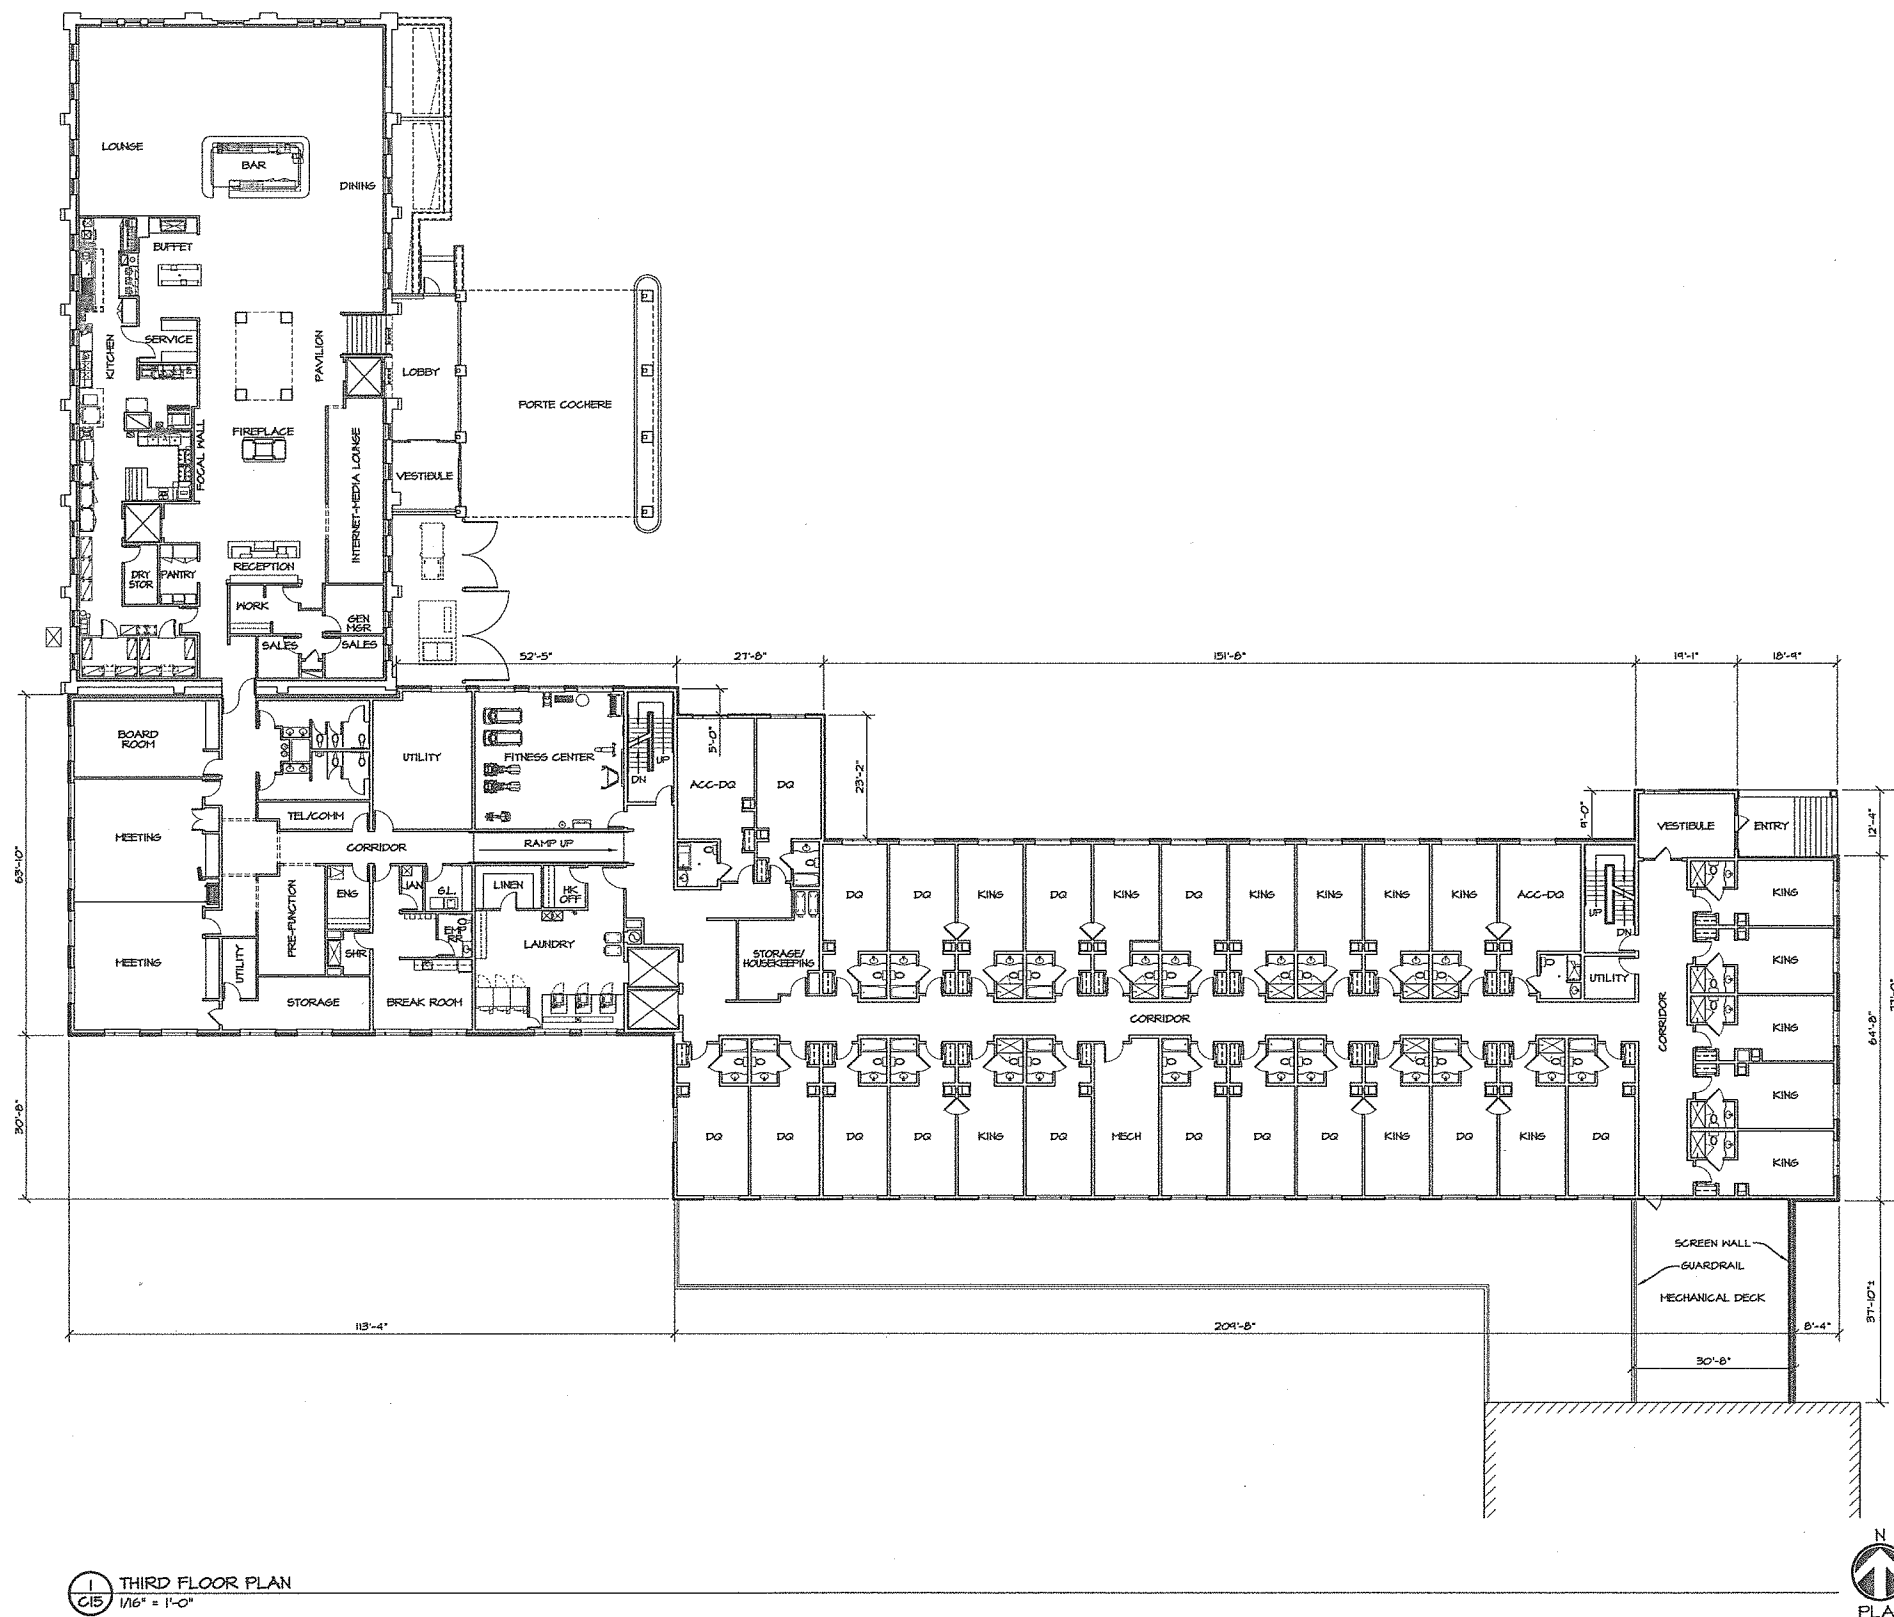 LOUNGE
BAR
DINING
BUFFET
KITCHEN
SERVICE
PAVILION
LOBBY
PORTE COCHERE
FOCAL WALL
FIREPLACE
INTERNET-MEDIA LOUNGE
VESTIBULE
DRY
STOR
PANTRY
RECEPTION
WORK
GEN
MGR
SALES
SALES
52'-5"
27'-8"
151'-8"
19'-1"
18'-9"
BOARD
ROOM
UTILITY
FITNESS CENTER
UP
DN
5'-0"
ACC-DQ
DQ
23'-2"
9'-0"
VESTIBULE
ENTRY
12'-4"
MEETING
TEL/COMM
CORRIDOR
RAMP UP
63'-10"
PRE-FUNCTION
ENG
JAN
G.L.
LINEN
HK
OFF
DQ
DQ
KING
DQ
KING
DQ
KING
KING
KING
KING
ACC-DQ
UP
DN
KING
MEETING
UTILITY
SHR
LAUNDRY
STORAGE/
HOUSEKEEPING
UTILITY
KING
STORAGE
BREAK ROOM
CORRIDOR
CORRIDOR
KING
64'-8"
30'-8"
DQ
DQ
DQ
DQ
KING
DQ
MECH
DQ
DQ
DQ
KING
DQ
KING
DQ
KING
KING
SCREEN WALL
GUARDRAIL
MECHANICAL DECK
37'-10"±
113'-4"
209'-8"
8'-4"
30'-8"
N
1
C15
THIRD FLOOR PLAN
1/16" = 1'-0"